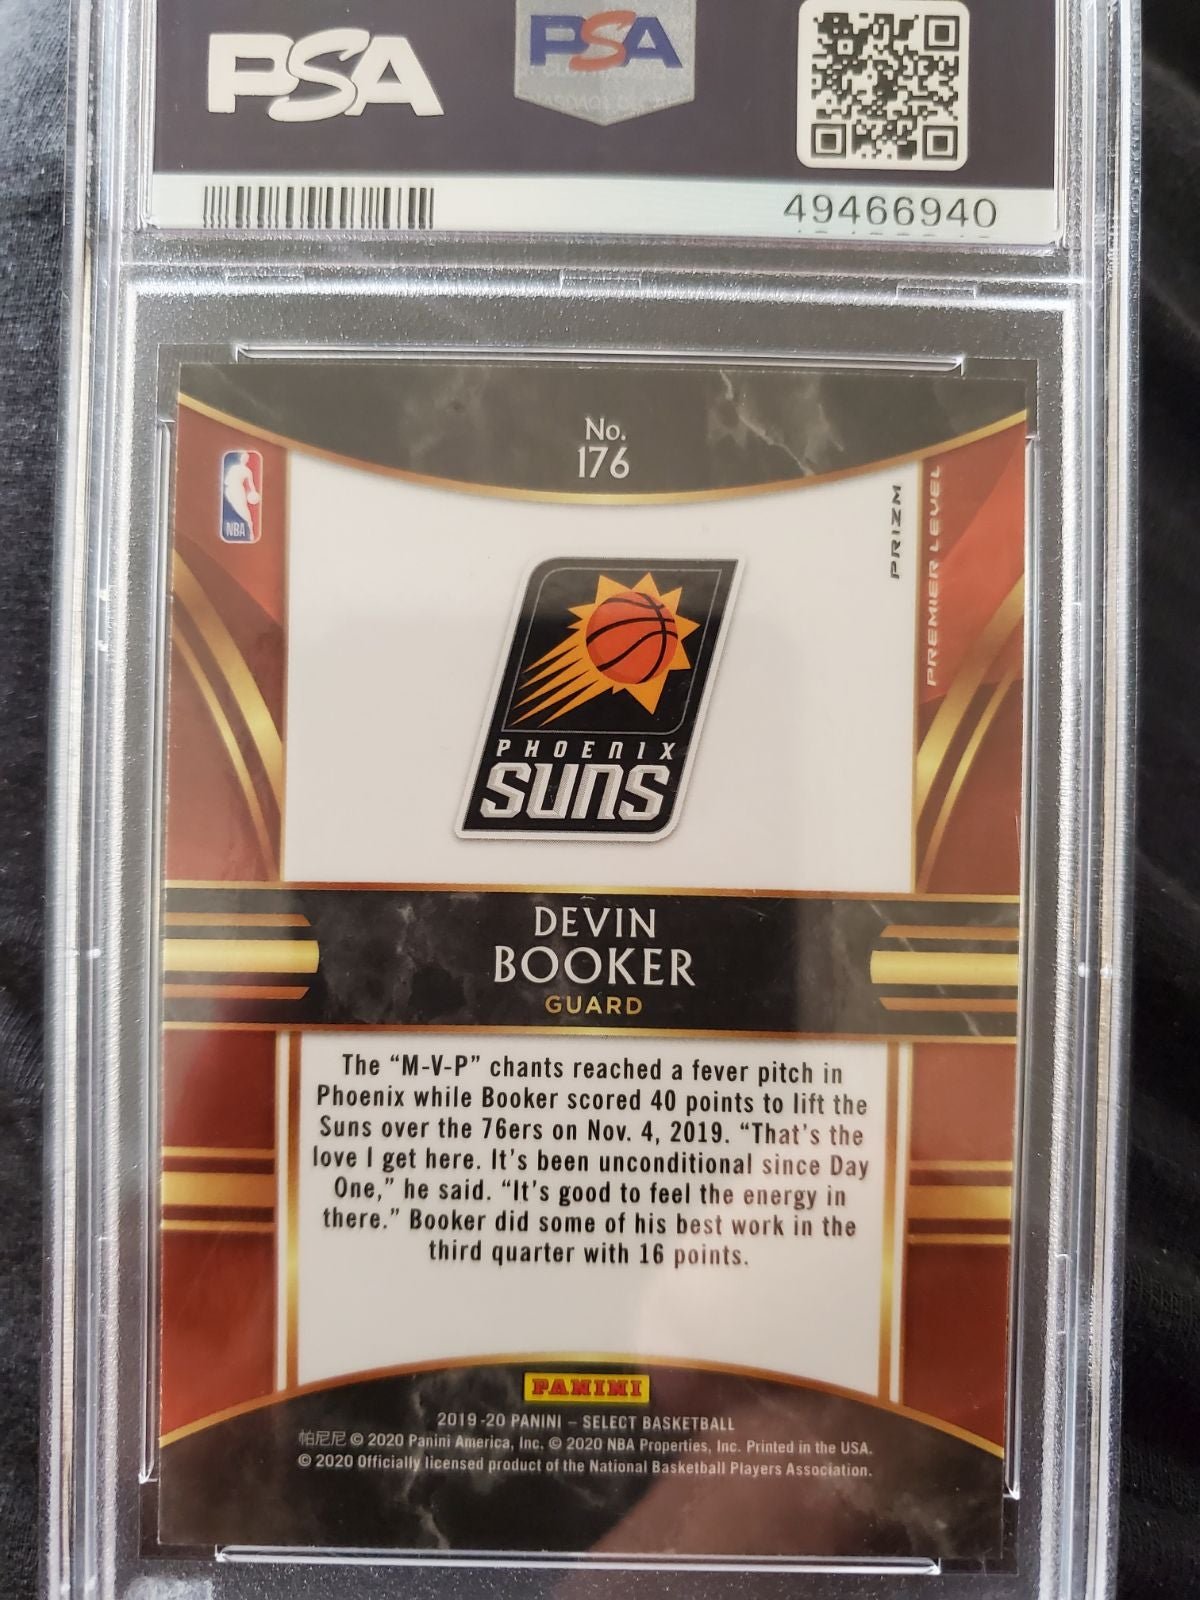 PSA
PSA
49466940
No.
176
NBA
PRIZM
PREMIER LEVEL
PHOENIX
SUNS
DEVIN
BOOKER
GUARD
The “M-V-P” chants reached a fever pitch in
Phoenix while Booker scored 40 points to lift the
Suns over the 76ers on Nov. 4, 2019. “That's the
love I get here. It's been unconditional since Day
One,” he said. “It's good to feel the energy in
there.” Booker did some of his best work in the
third quarter with 16 points.
PANINI
2019-20 PANINI – SELECT BASKETBALL
帕尼尼 © 2020 Panini America, Inc. © 2020 NBA Properties, Inc. Printed in the USA.
© 2020 Officially licensed product of the National Basketball Players Association.